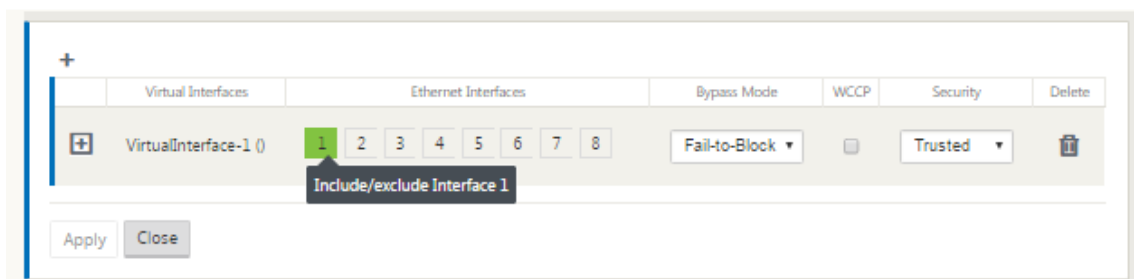 +
Virtual Interfaces Ethernet Interfaces Bypass Mode WCCP Security Delete
VirtualInterface-1 () 1 2 3 4 5 6 7 8 Fail-to-Block Trusted
Include/exclude Interface 1
Apply Close